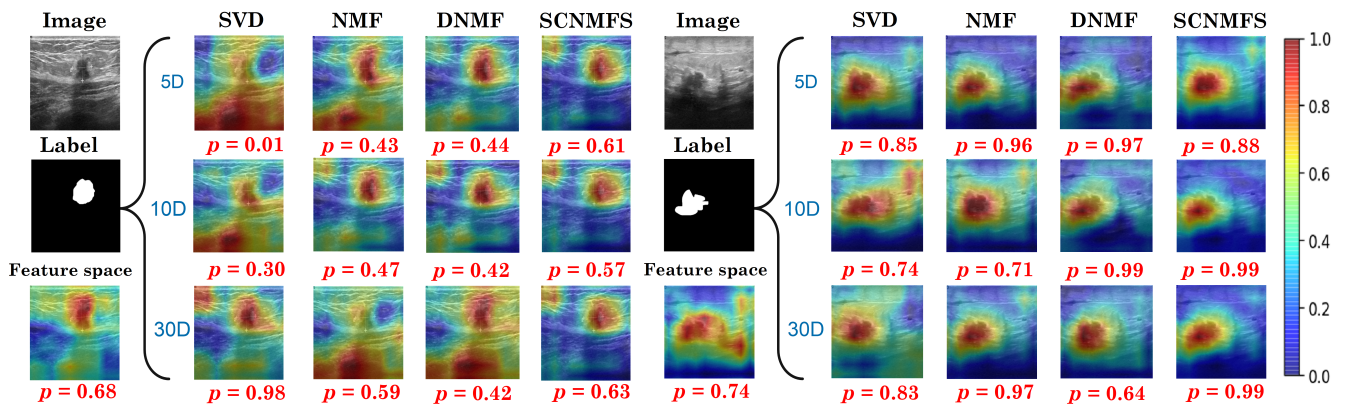 Image SVD NMF DNMF SCNMFS Image SVD NMF DNMF SCNMFS
5D 5D 1.0
p = 0.01 p = 0.43 p = 0.44 p = 0.61 p = 0.85 p = 0.96 p = 0.97 p = 0.88
Label Label 0.8
0.6
10D 10D
0.4
p = 0.30 p = 0.47 p = 0.42 p = 0.57 p = 0.74 p = 0.71 p = 0.99 p = 0.99
Feature space Feature space
0.2
30D 30D
0.0
p = 0.68 p = 0.98 p = 0.59 p = 0.42 p = 0.63 p = 0.74 p = 0.83 p = 0.97 p = 0.64 p = 0.99